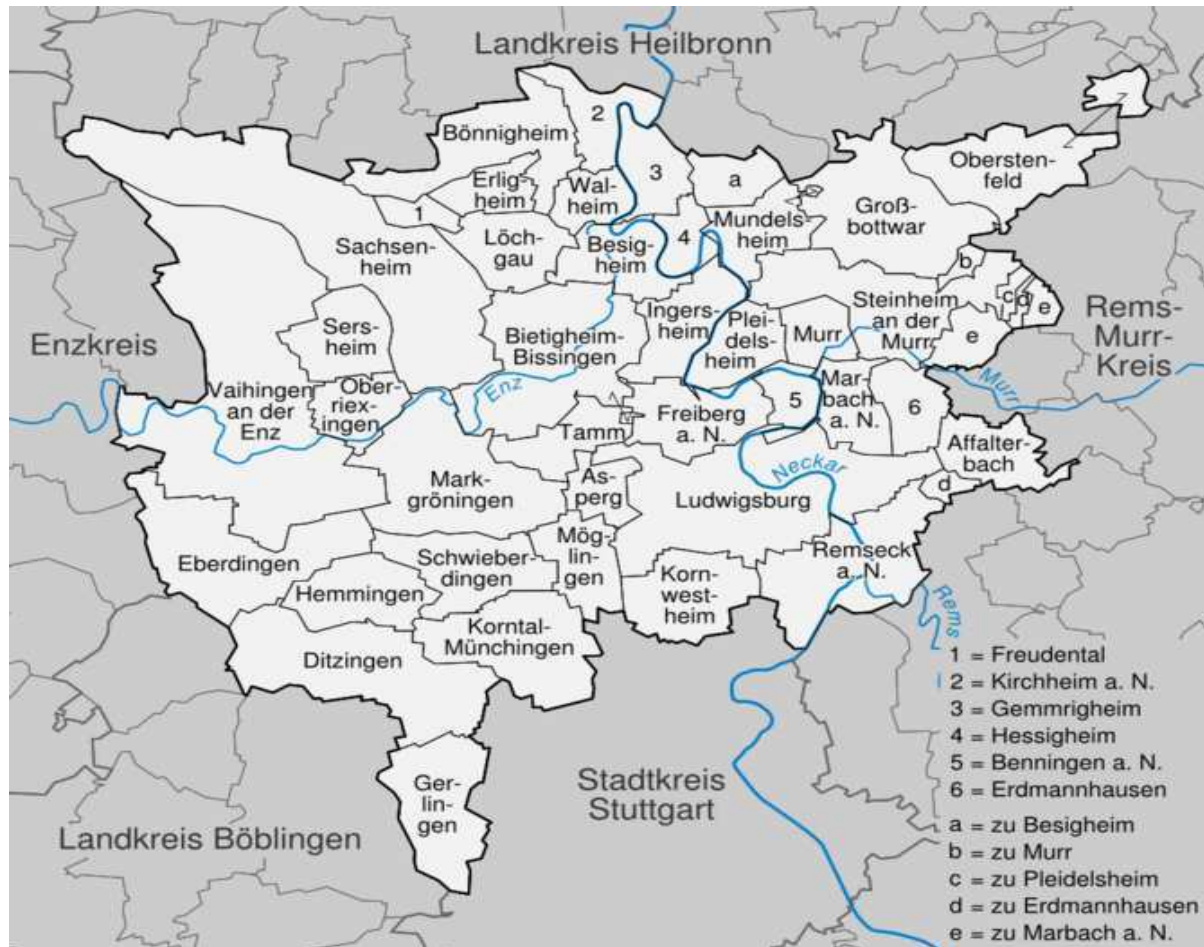 Landkreis Heilbronn
2
Bönnigheim
Obersten-
feld
Erlig-
heim
Wal-
heim
3
a
1
Groß-
bottwar
Mundels-
heim
Sachsen-
heim
Löch-
gau
Besig-
heim
4
b
c
d
e
Steinheim
an der
Murr
e
Rems-
Murr-
Kreis
Enzkreis
Sers-
heim
Bietigheim-
Bissingen
Ingers-
heim
Plei-
dels-
heim
Murr
Murr
Vaihingen
an der
Enz
Ober-
riex-
ingen
Enz
Tamm
Freiberg
a. N.
5
Mar-
bach
a. N.
6
Affalter-
bach
d
Mark-
gröningen
As-
perg
Ludwigsburg
Neckar
Eberdingen
Schwieber-
dingen
Mög-
lin-
gen
Remseck
a. N.
Hemmingen
Korn-
west-
heim
Rems
Ditzingen
Korntal-
Münchingen
Ger-
lin-
gen
Stadtkreis
Stuttgart
Landkreis Böblingen
1 = Freudental
2 = Kirchheim a. N.
3 = Gemmrigheim
4 = Hessigheim
5 = Benningen a. N.
6 = Erdmannhausen
a = zu Besigheim
b = zu Murr
c = zu Pleidelsheim
d = zu Erdmannhausen
e = zu Marbach a. N.